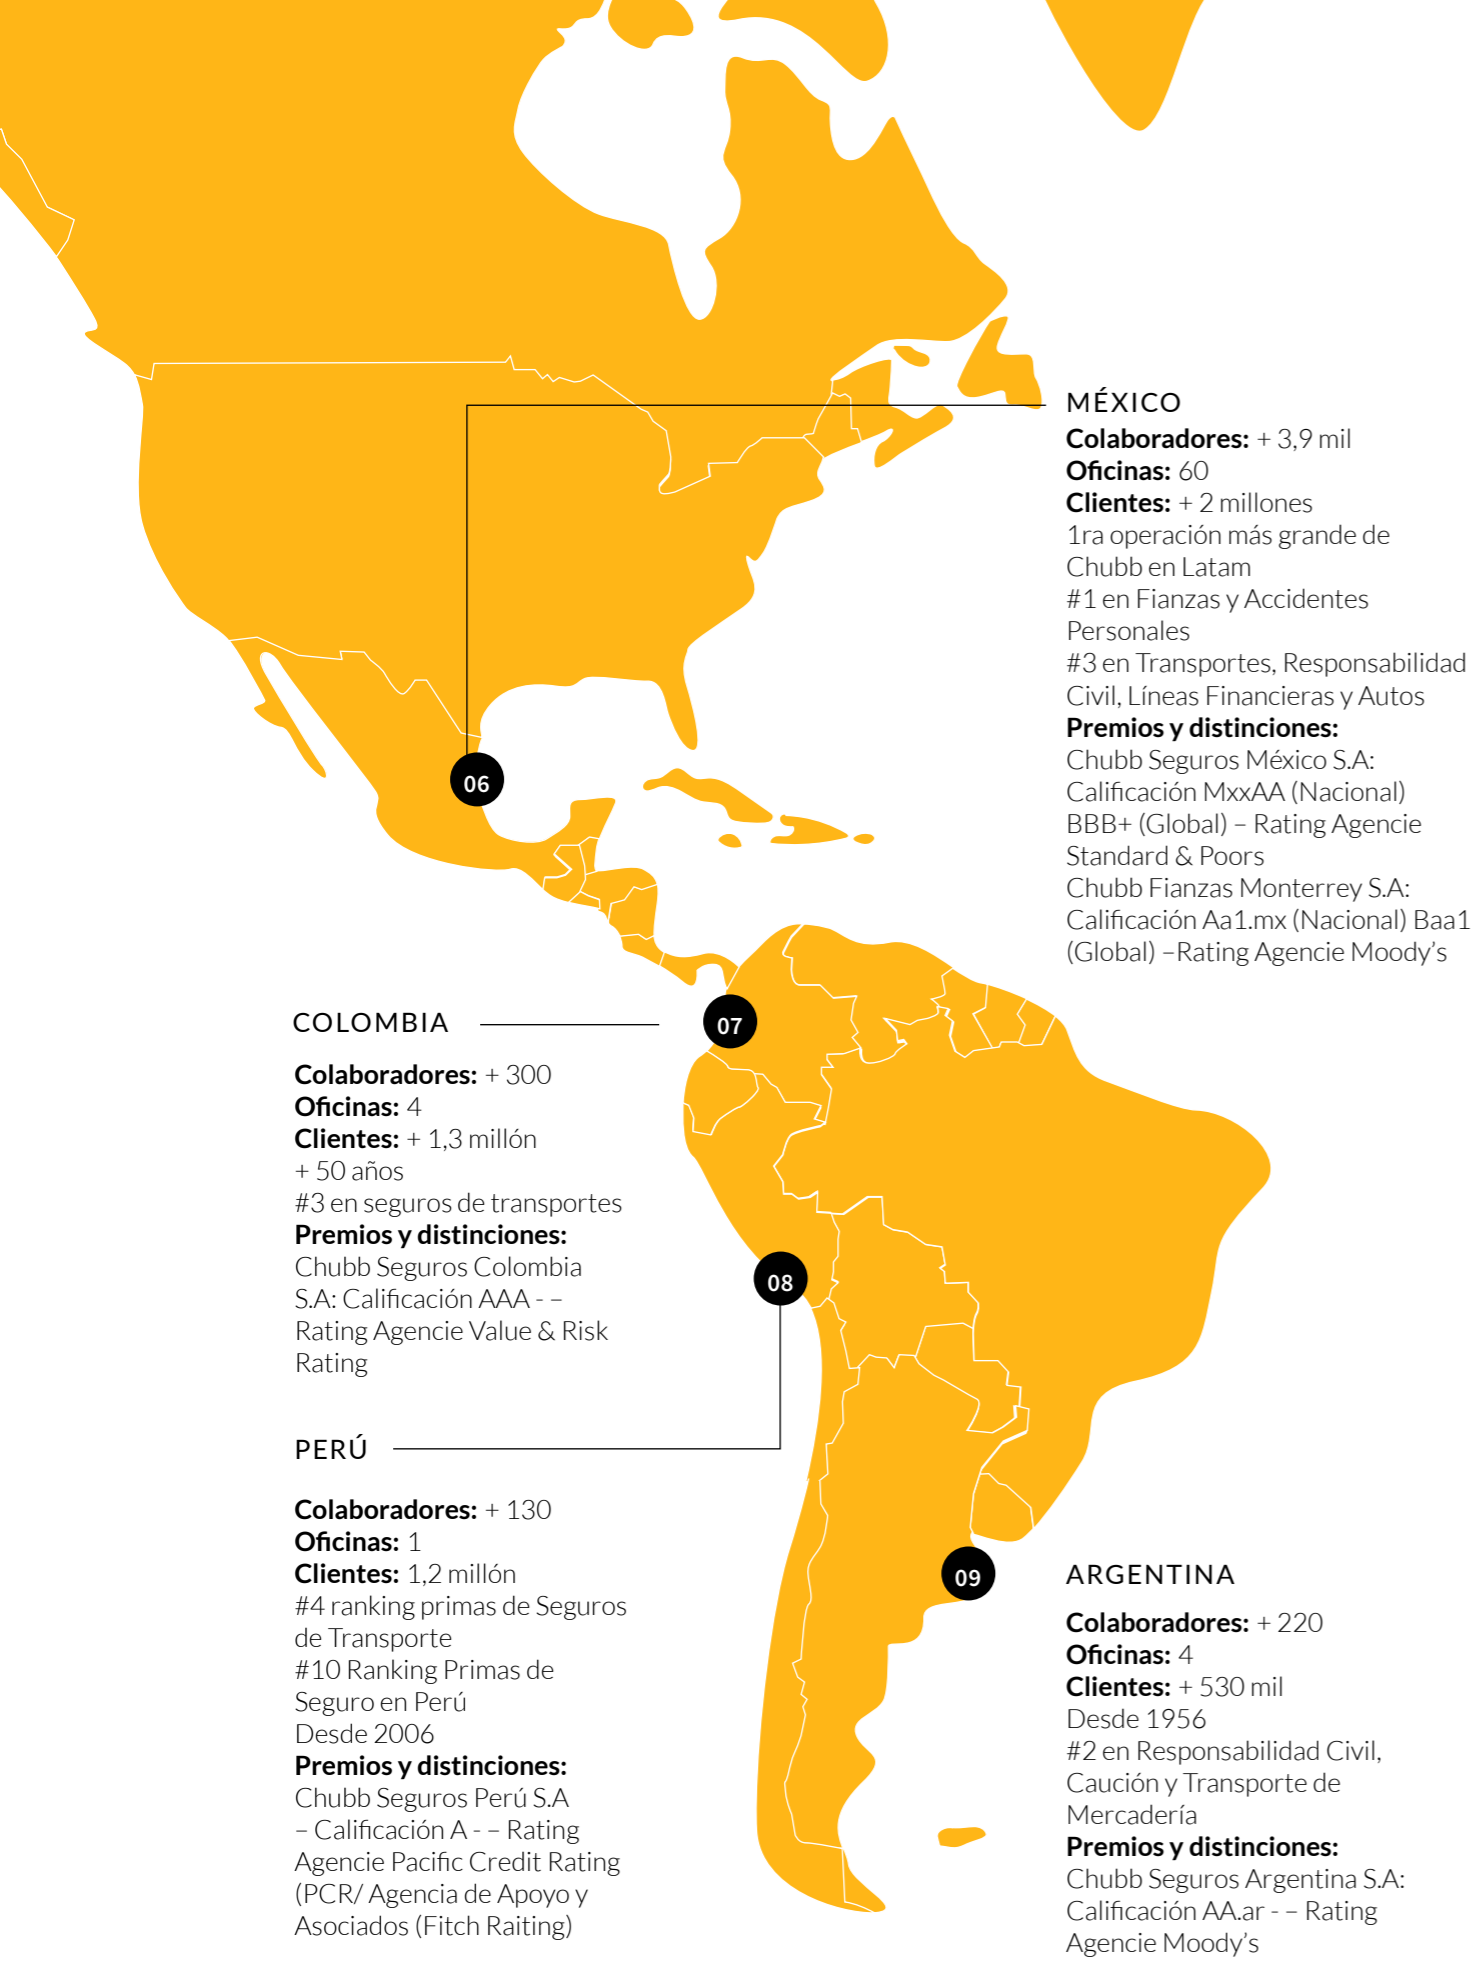 MÉXICO
Colaboradores: + 3,9 mil
Oficinas: 60
Clientes: + 2 millones
1ra operación más grande de
Chubb en Latam
#1 en Fianzas y Accidentes
Personales
#3 en Transportes, Responsabilidad
Civil, Líneas Financieras y Autos
Premios y distinciones:
Chubb Seguros México S.A:
Calificación MxxAA (Nacional)
BBB+ (Global) – Rating Agencie
Standard & Poors
Chubb Fianzas Monterrey S.A:
Calificación Aa1.mx (Nacional) Baa1
(Global) –Rating Agencie Moody's
06
07
COLOMBIA
Colaboradores: + 300
Oficinas: 4
Clientes: + 1,3 millón
+ 50 años
#3 en seguros de transportes
Premios y distinciones:
Chubb Seguros Colombia
S.A: Calificación AAA - –
Rating Agencie Value & Risk
Rating
08
PERÚ
Colaboradores: + 130
Oficinas: 1
Clientes: 1,2 millón
#4 ranking primas de Seguros
de Transporte
#10 Ranking Primas de
Seguro en Perú
Desde 2006
Premios y distinciones:
Chubb Seguros Perú S.A
– Calificación A - – Rating
Agencie Pacific Credit Rating
(PCR/ Agencia de Apoyo y
Asociados (Fitch Raiting)
09
ARGENTINA
Colaboradores: + 220
Oficinas: 4
Clientes: + 530 mil
Desde 1956
#2 en Responsabilidad Civil,
Caución y Transporte de
Mercadería
Premios y distinciones:
Chubb Seguros Argentina S.A:
Calificación AA.ar - – Rating
Agencie Moody's